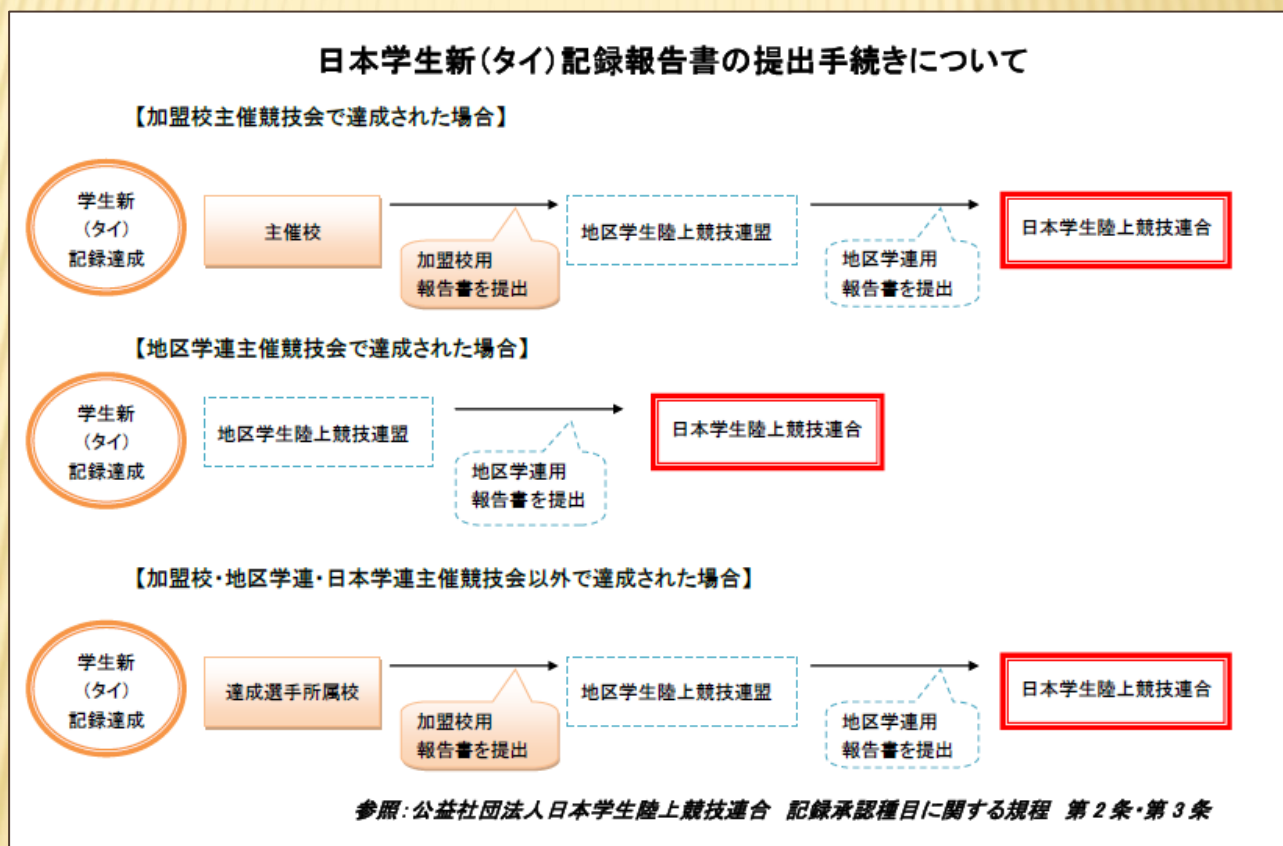 日本学生新(タイ)記録報告書の提出手続きについて
【加盟校主催競技会で達成された場合】
学生新
(タイ)
記録達成
主催校
加盟校用
報告書を提出
地区学生陸上競技連盟
地区学連用
報告書を提出
日本学生陸上競技連合
【地区学連主催競技会で達成された場合】
学生新
(タイ)
記録達成
地区学生陸上競技連盟
地区学連用
報告書を提出
日本学生陸上競技連合
【加盟校・地区学連・日本学連主催競技会以外で達成された場合】
学生新
(タイ)
記録達成
達成選手所属校
加盟校用
報告書を提出
地区学生陸上競技連盟
地区学連用
報告書を提出
日本学生陸上競技連合
参照:公益社団法人日本学生陸上競技連合 記録承認種目に関する規程 第2条・第3条